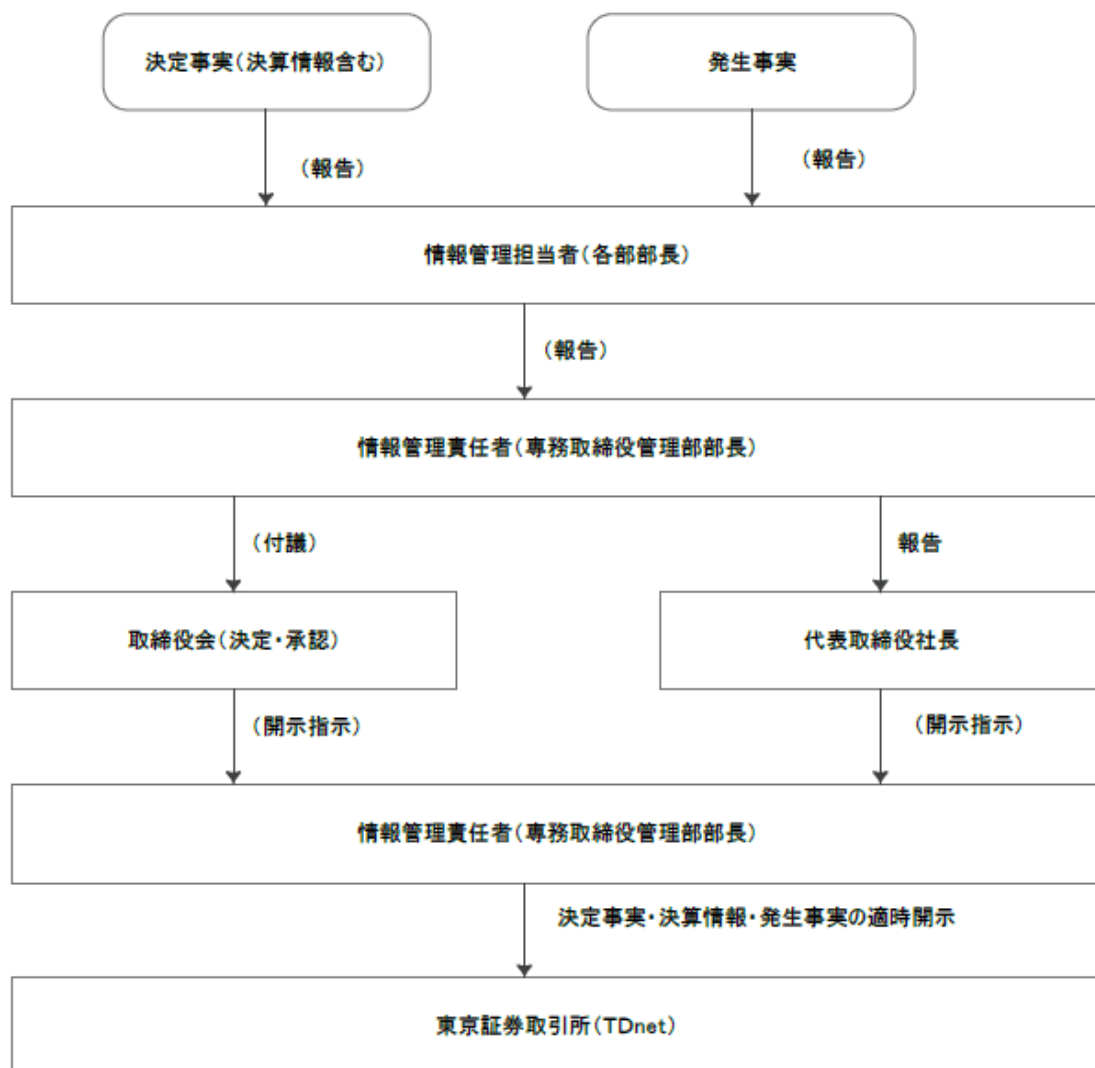 決定事実(決算情報含む)
発生事実
(報告)
(報告)
情報管理担当者(各部部長)
(報告)
情報管理責任者(専務取締役管理部部長)
(付議)
報告
取締役会(決定・承認)
代表取締役社長
(開示指示)
(開示指示)
情報管理責任者(専務取締役管理部部長)
決定事実・決算情報・発生事実の適時開示
東京証券取引所(TDnet)